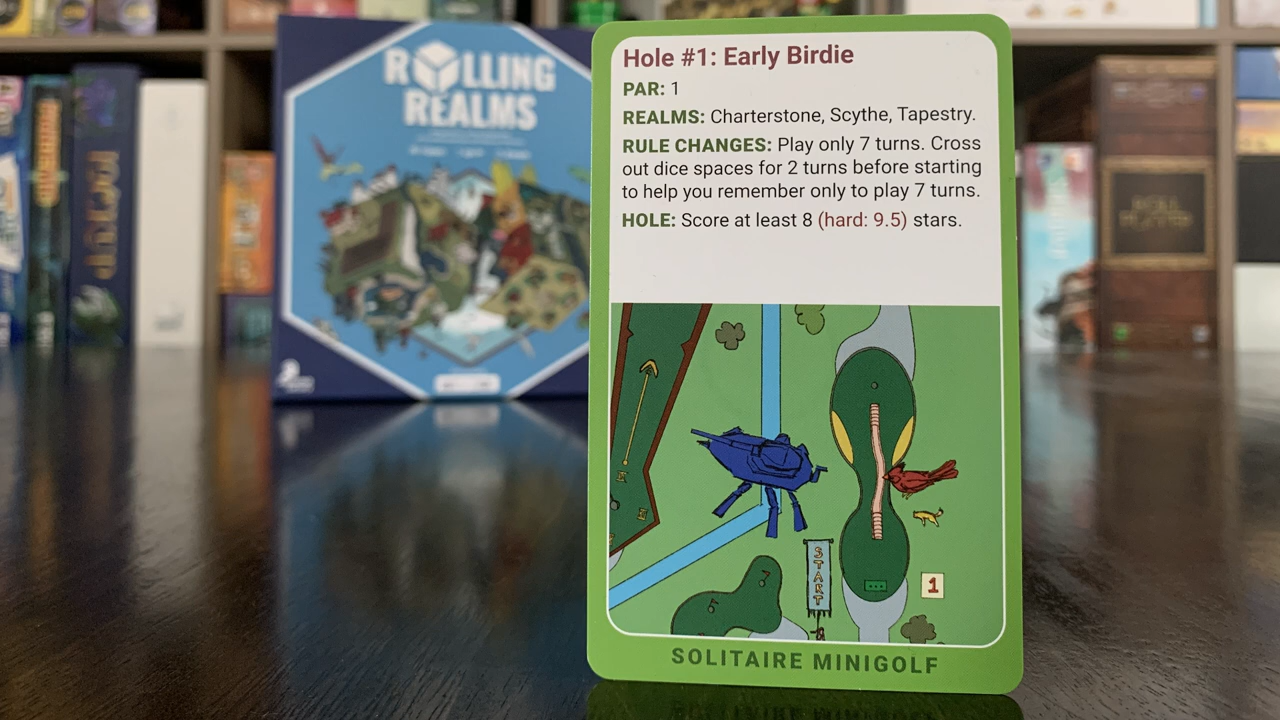 ROLLING
REALMS
Hole #1: Early Birdie
PAR: 1
REALMS: Charterstone, Scythe, Tapestry.
RULE CHANGES: Play only 7 turns. Cross
out dice spaces for 2 turns before starting
to help you remember only to play 7 turns.
HOLE: Score at least 8 (hard: 9.5) stars.
START
1
SOLITAIRE MINIGOLF
ROLL
PLAYER